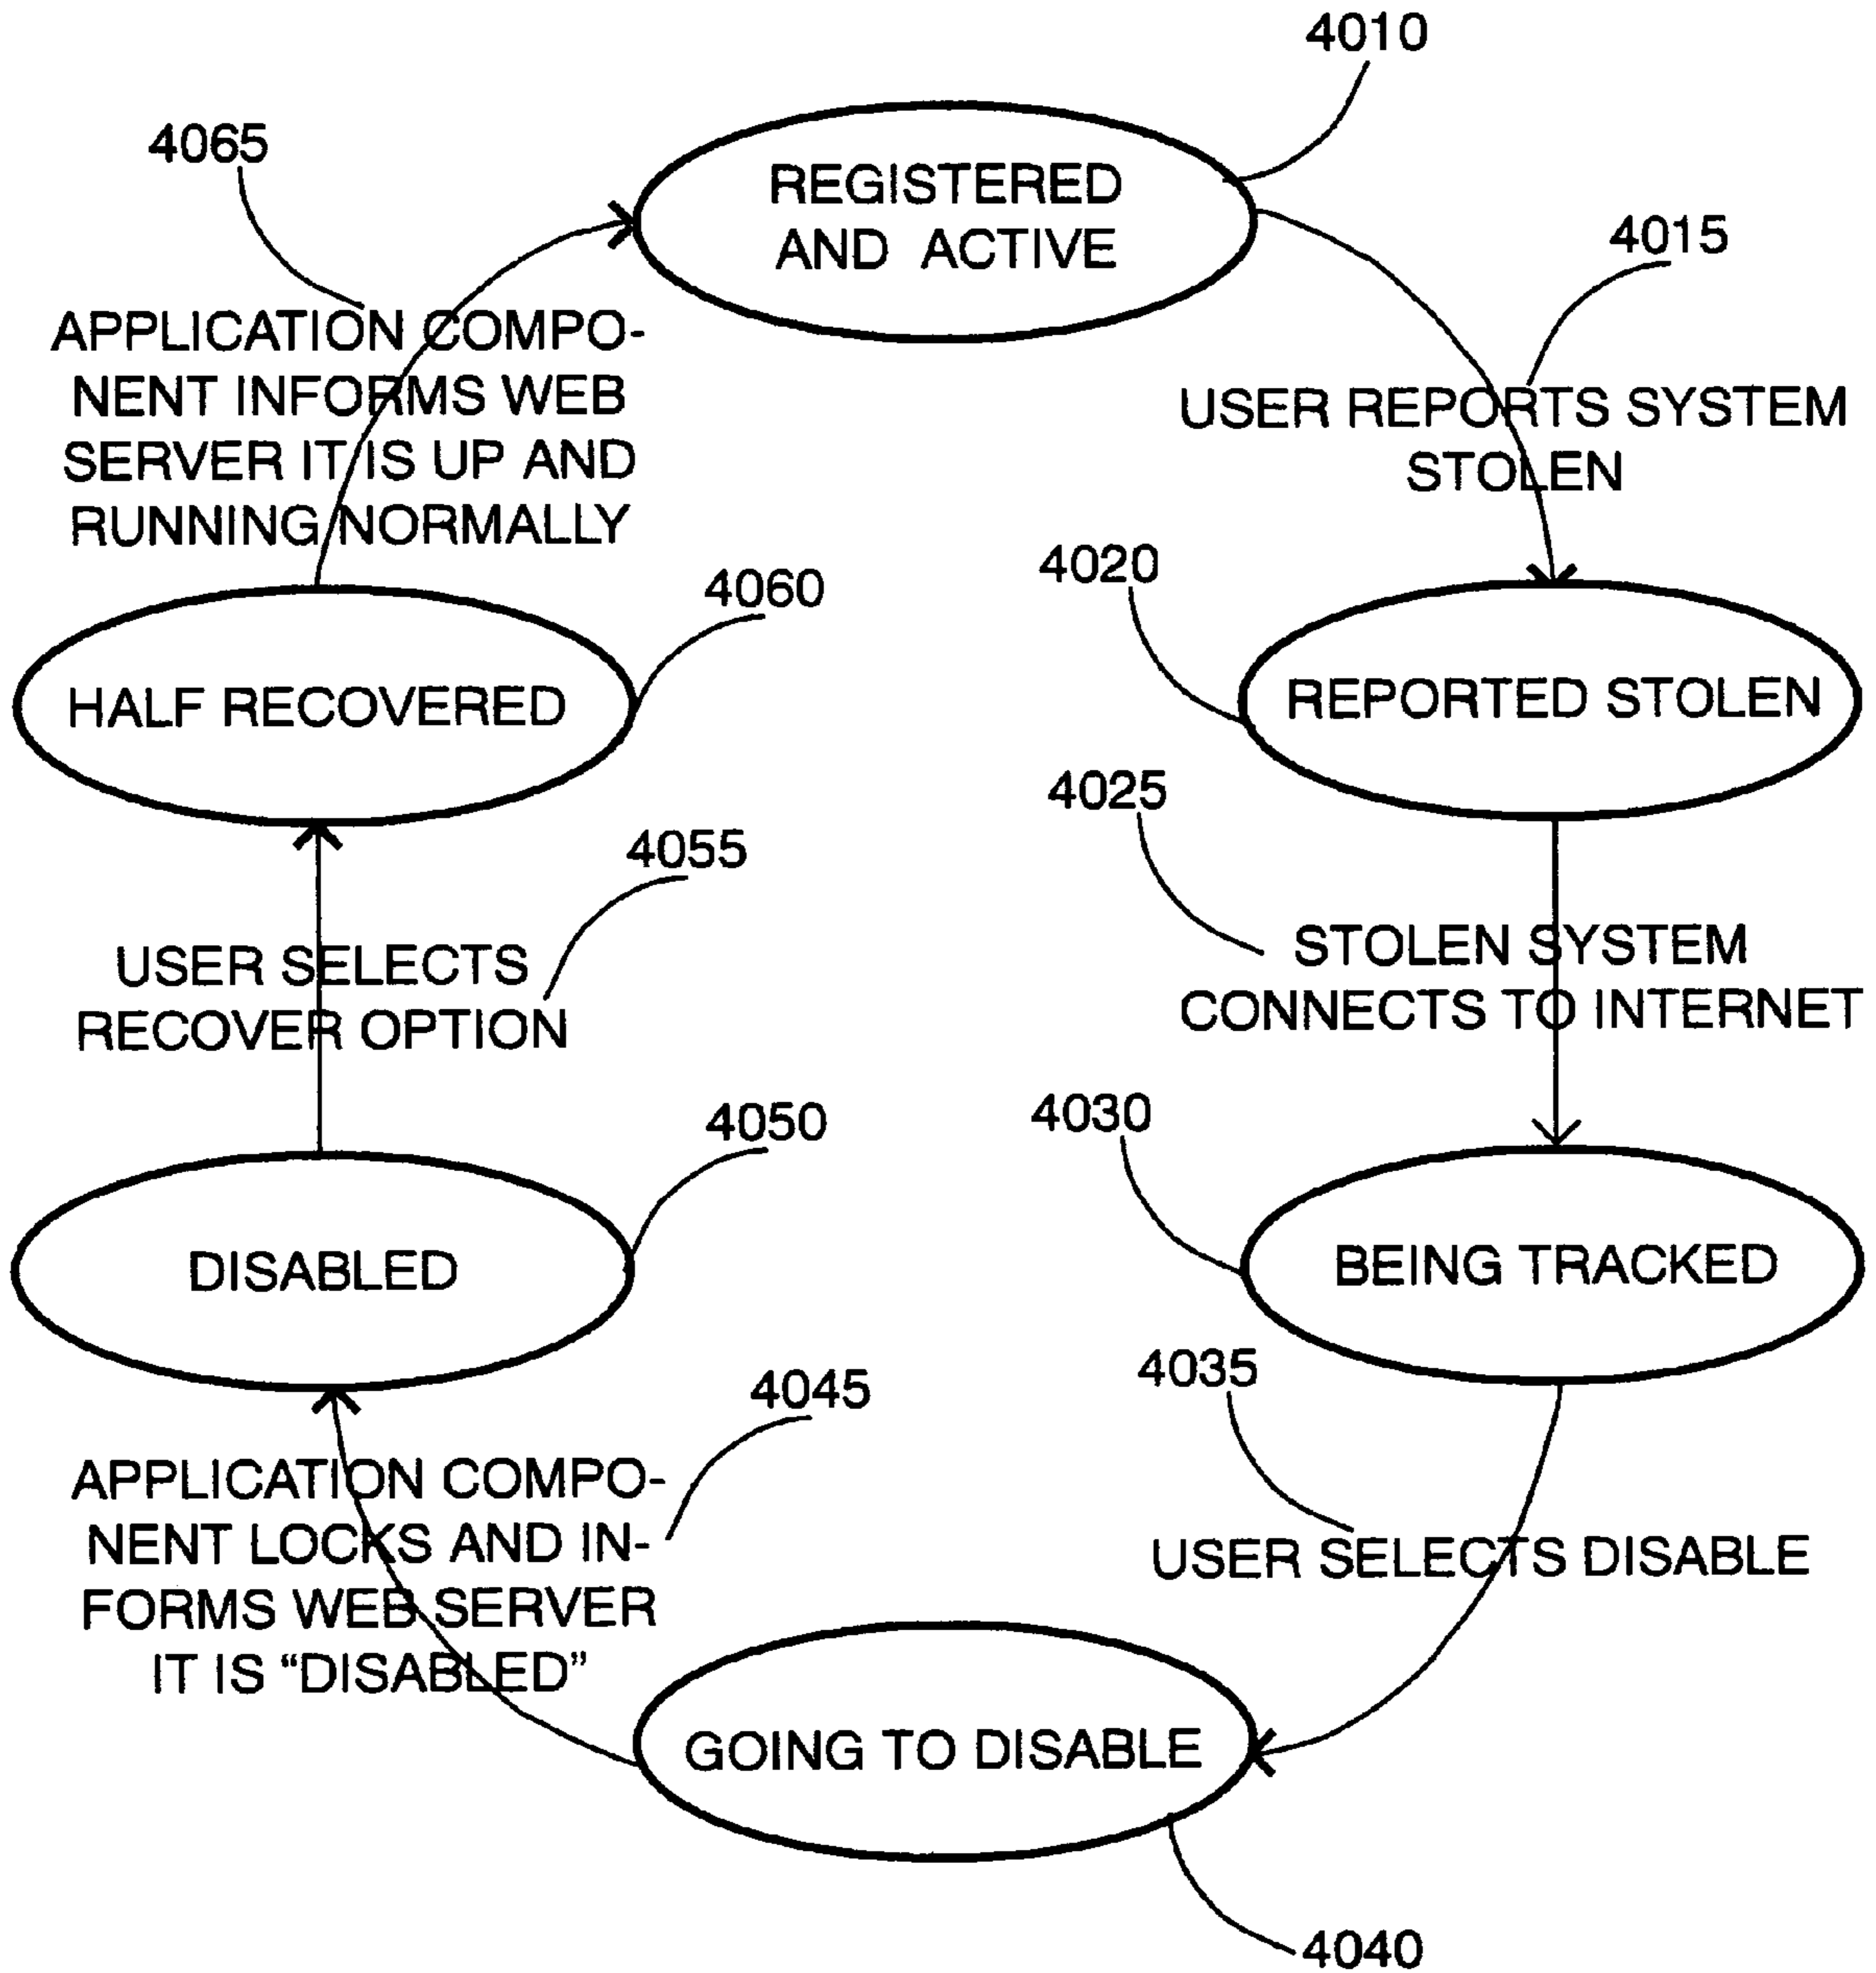 4010
4065
REGISTERED
AND ACTIVE
4015
APPLICATION COMPO-
NENT INFORMS WEB
SERVER IT IS UP AND
RUNNING NORMALLY
USER REPORTS SYSTEM
STOLEN
4020
4060
HALF RECOVERED
REPORTED STOLEN
4025
4055
STOLEN SYSTEM
CONNECTS TO INTERNET
USER SELECTS
RECOVER OPTION
4030
4050
DISABLED
BEING TRACKED
4035
4045
APPLICATION COMPO-
NENT LOCKS AND IN-
FORMS WEB SERVER
IT IS “DISABLED”
USER SELECTS DISABLE
GOING TO DISABLE
4040